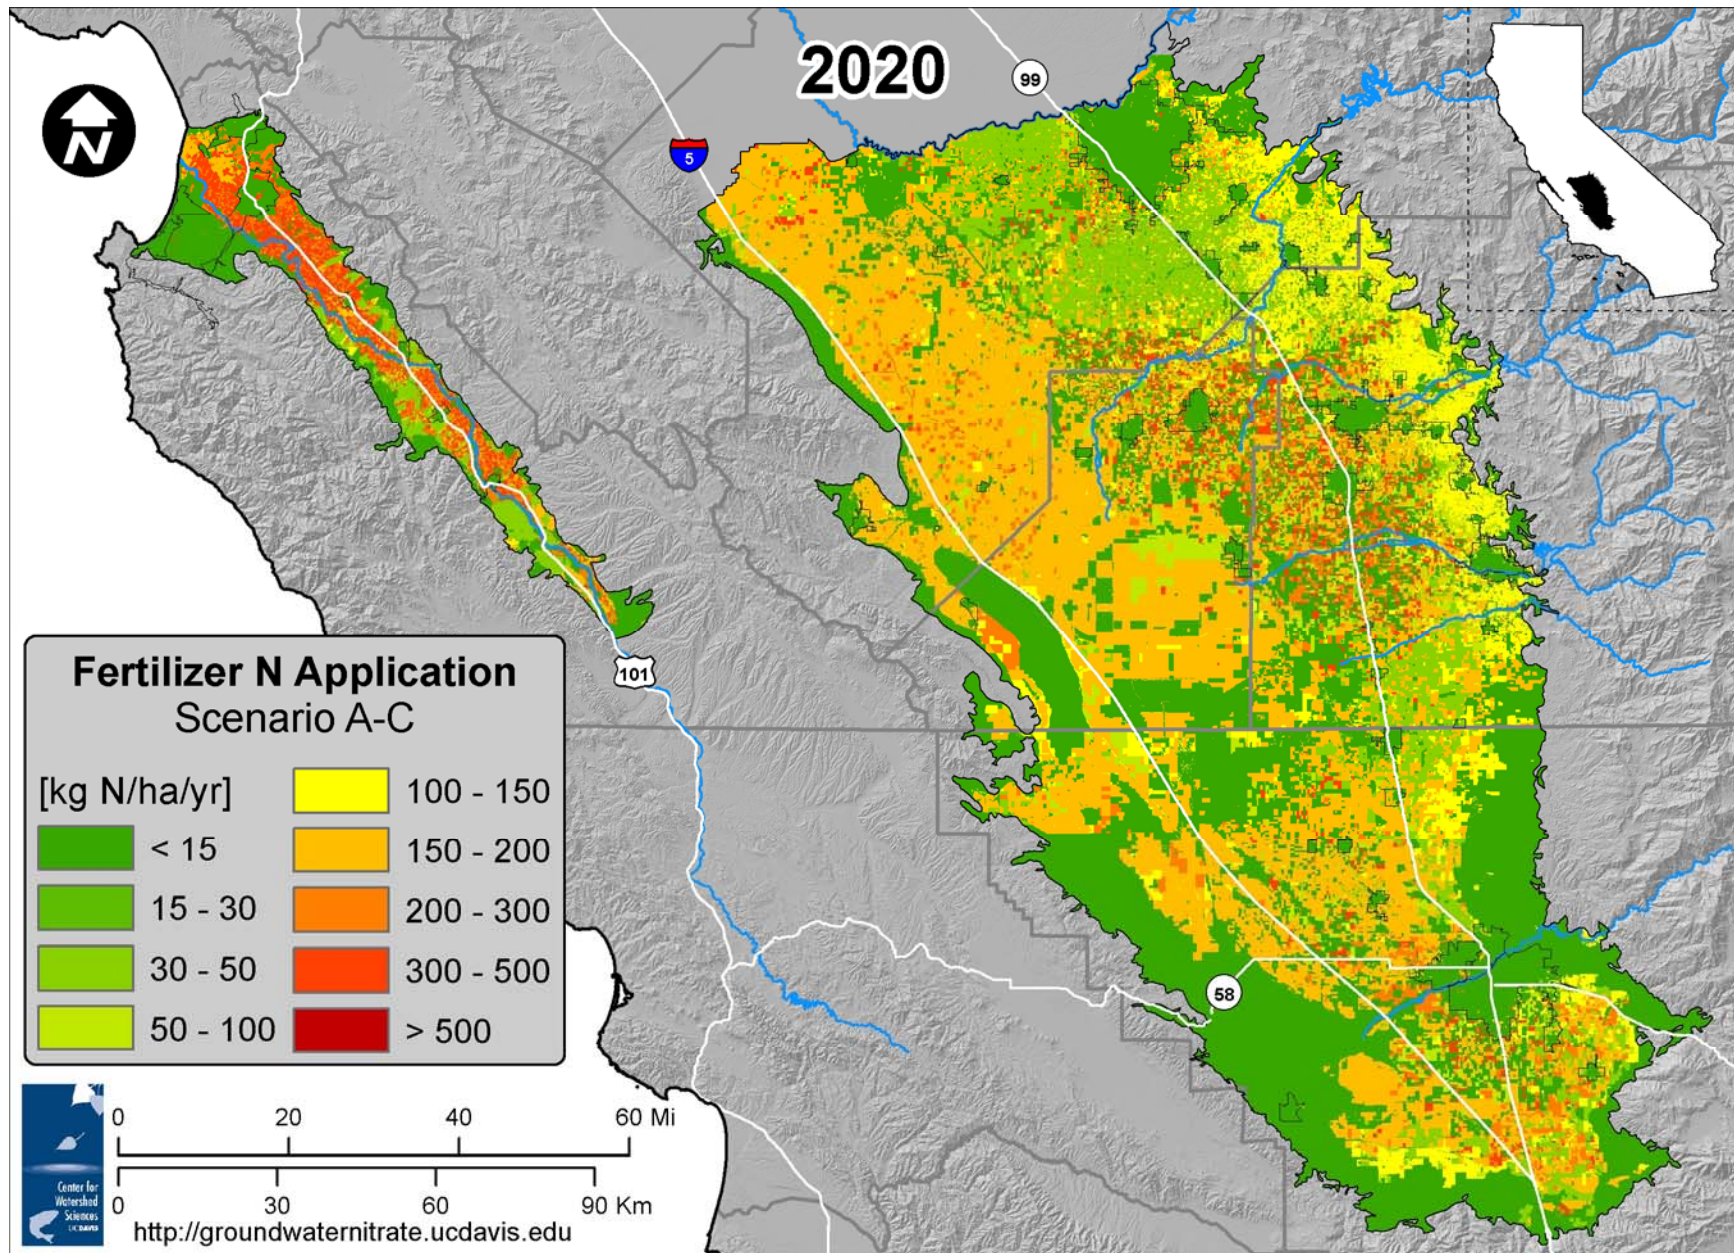 2020
99
5
N
101
Fertilizer N Application
Scenario A-C
[kg N/ha/yr]
< 15
15 - 30
30 - 50
50 - 100
100 - 150
150 - 200
200 - 300
300 - 500
> 500
58
0 20 40 60 Mi
0 30 60 90 Km
Center for
Watershed
Sciences
UC DAVIS
http://groundwaternitrate.ucdavis.edu